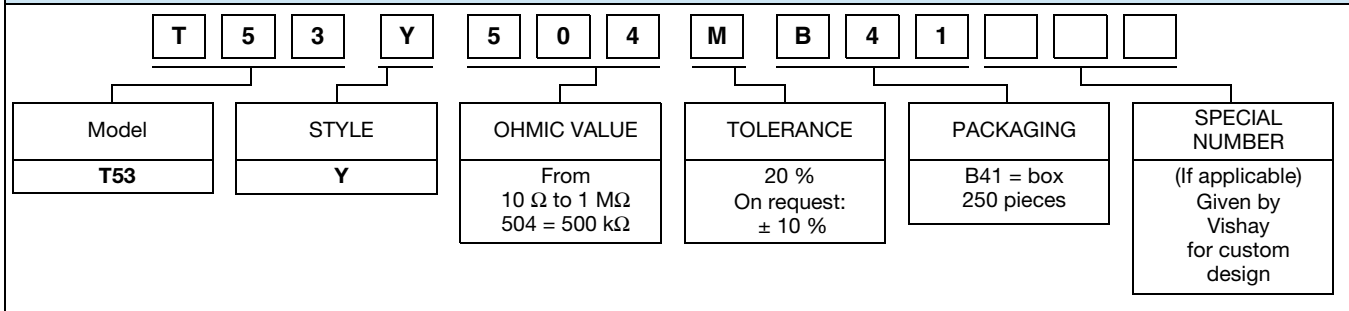 T 5 3 Y 5 0 4 M B 4 1
Model
T53
STYLE
Y
OHMIC VALUE
From
10 Ω to 1 MΩ
504 = 500 kΩ
TOLERANCE
20 %
On request:
± 10 %
PACKAGING
B41 = box
250 pieces
SPECIAL
NUMBER
(If applicable)
Given by
Vishay
for custom
design